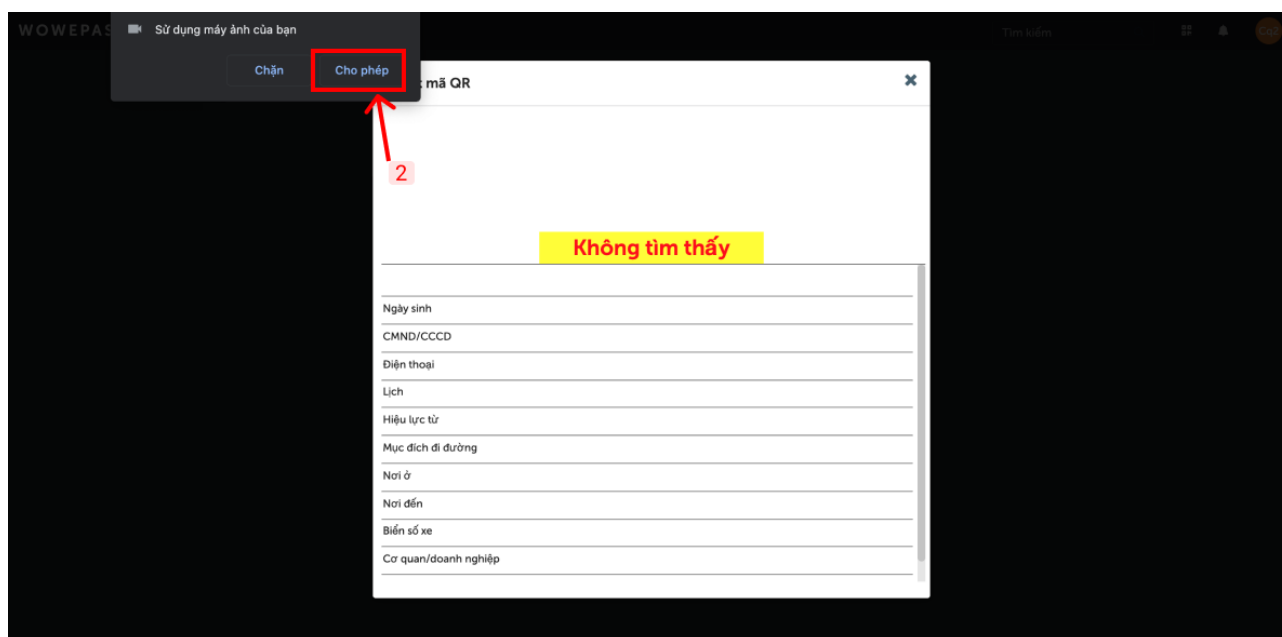 WOWEPAS
Sử dụng máy ảnh của bạn
Tìm kiếm
Chặn
Cho phép
mã QR
2
Không tìm thấy
Ngày sinh
CMND/CCCD
Điện thoại
Lịch
Hiệu lực từ
Mục đích đi đường
Nơi ở
Nơi đến
Biển số xe
Cơ quan/doanh nghiệp